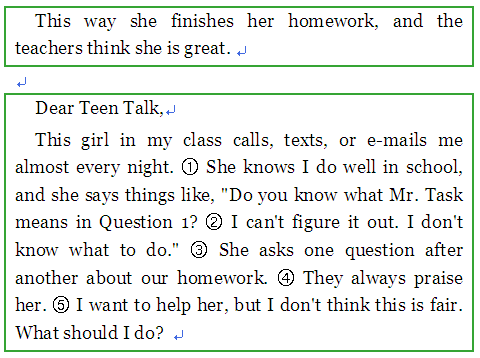 This way she finishes her homework, and the
teachers think she is great.
Dear Teen Talk,
This girl in my class calls, texts, or e-mails me
almost every night. ① She knows I do well in school,
and she says things like, "Do you know what Mr. Task
means in Question 1? ② I can't figure it out. I don't
know what to do." ③ She asks one question after
another about our homework. ④ They always praise
her. ⑤ I want to help her, but I don't think this is fair.
What should I do?